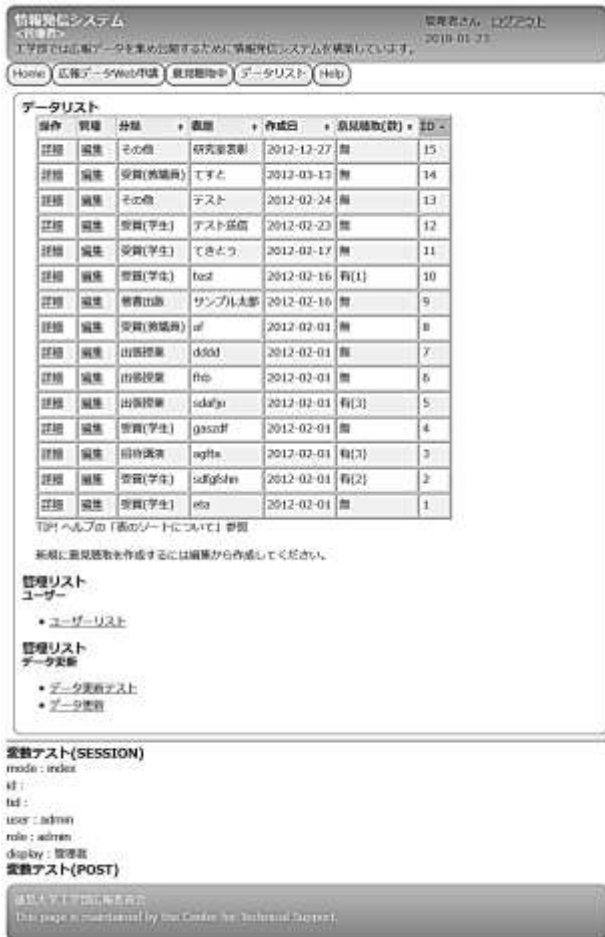 情報発信システム
<管理者>
工学部では広報データを集め公開するために情報発信システムを構築しています。
管理者さん ログアウト
2018-01-23
Home 広報データWeb申請 意見聴取中 データリスト Help
データリスト
操作 管理 分類 表題 作成日 意見聴取(数) ID
詳細 編集 その他 研究室表彰 2012-12-27 無 15
詳細 編集 受賞(教職員) てすと 2012-03-13 無 14
詳細 編集 その他 テスト 2012-02-24 無 13
詳細 編集 受賞(学生) テスト送信 2012-02-23 無 12
詳細 編集 受賞(学生) てきとう 2012-02-17 無 11
詳細 編集 受賞(学生) test 2012-02-16 有(1) 10
詳細 編集 著書出版 サンプル太郎 2012-02-16 無 9
詳細 編集 受賞(教職員) af 2012-02-01 無 8
詳細 編集 出張授業 dddd 2012-02-01 無 7
詳細 編集 出張授業 2012-02-01 無 6
詳細 編集 出張授業 2012-02-01 有(3) 5
詳細 編集 受賞(学生) gaszdf 2012-02-01 無 4
詳細 編集 招待講演 2012-02-01 有(3) 3
詳細 編集 受賞(学生) 2012-02-01 有(2) 2
詳細 編集 受賞(学生) eta 2012-02-01 無 1
TIP! ヘルプの「表のソートについて」参照
新規に意見聴取を作成するには編集から作成してください。
管理リスト
ユーザー
• ユーザーリスト
管理リスト
データ更新
• データ更新テスト
• データ更新
変数テスト(SESSION)
mode : index
id :
tid :
user : admin
role : admin
display : 管理者
変数テスト(POST)
This page is maintained by the Center for Technical Support.